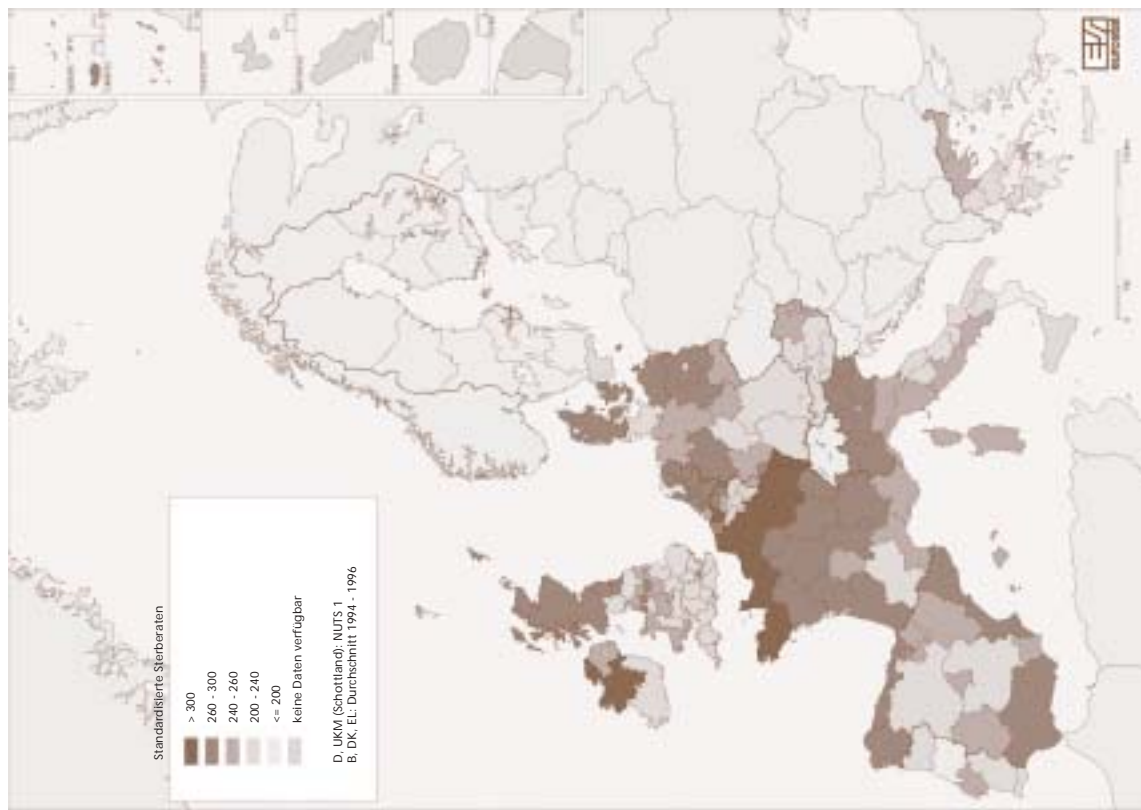 Standardisierte Sterberaten
> 300
260 - 300
240 - 260
200 - 240
<= 200
keine Daten verfügbar
D, UKM (Schottland): NUTS 1
B, DK, EL: Durchschnitt 1994 - 1996